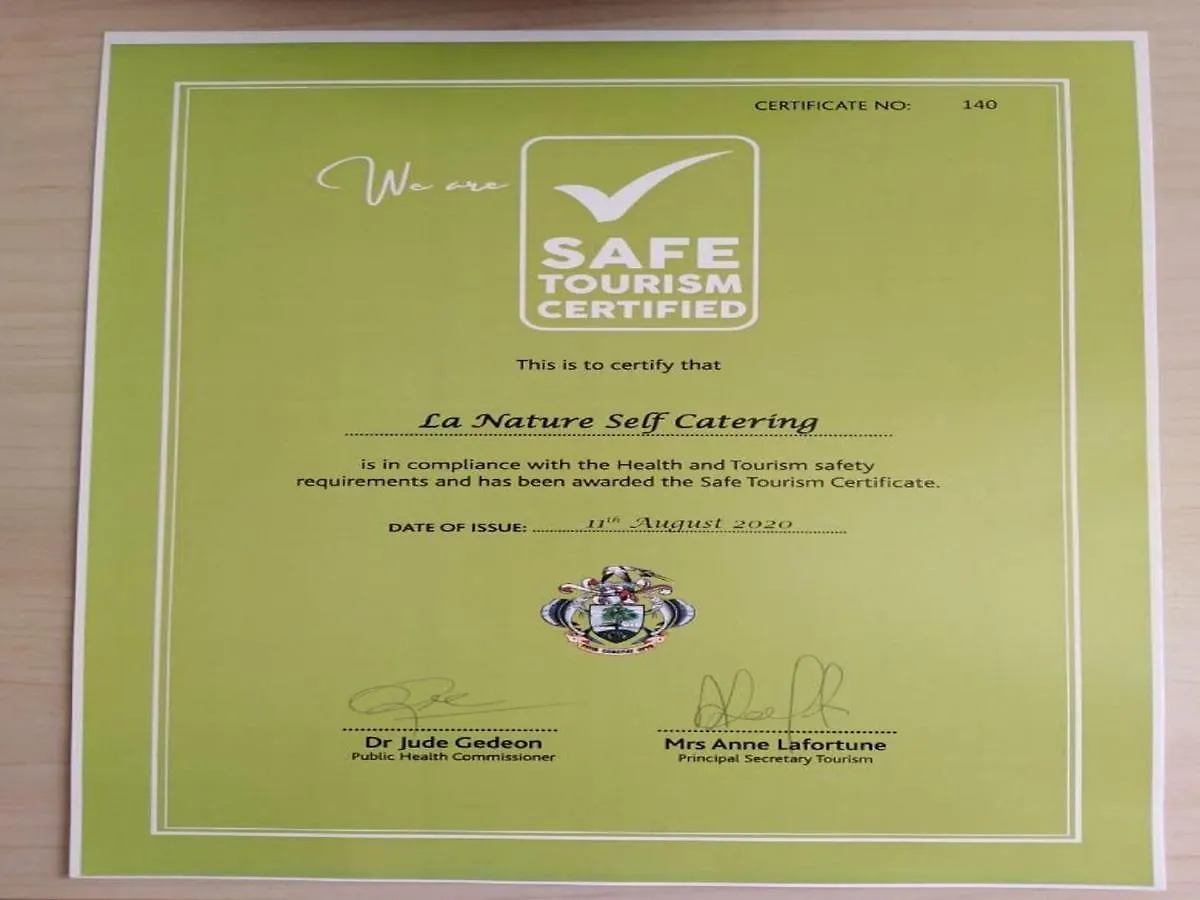 CERTIFICATE NO: 140
We are
SAFE
TOURISM
CERTIFIED
This is to certify that
La Nature Self Catering
is in compliance with the Health and Tourism safety
requirements and has been awarded the Safe Tourism Certificate.
DATE OF ISSUE: 11th August 2020
Dr Jude Gedeon
Mrs Anne Lafortune
Public Health Commissioner
Principal Secretary Tourism